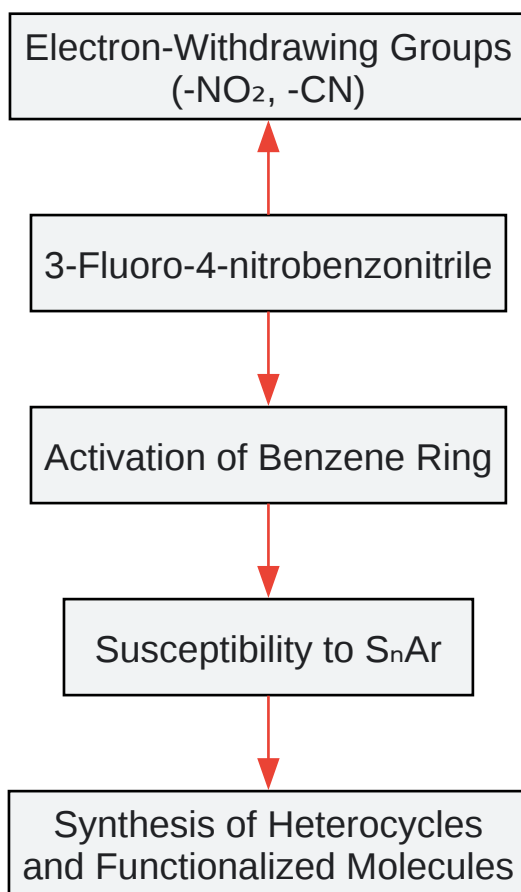 Electron-Withdrawing Groups
(-NO₂, -CN)
3-Fluoro-4-nitrobenzonitrile
Activation of Benzene Ring
Susceptibility to SₙAr
Synthesis of Heterocycles
and Functionalized Molecules